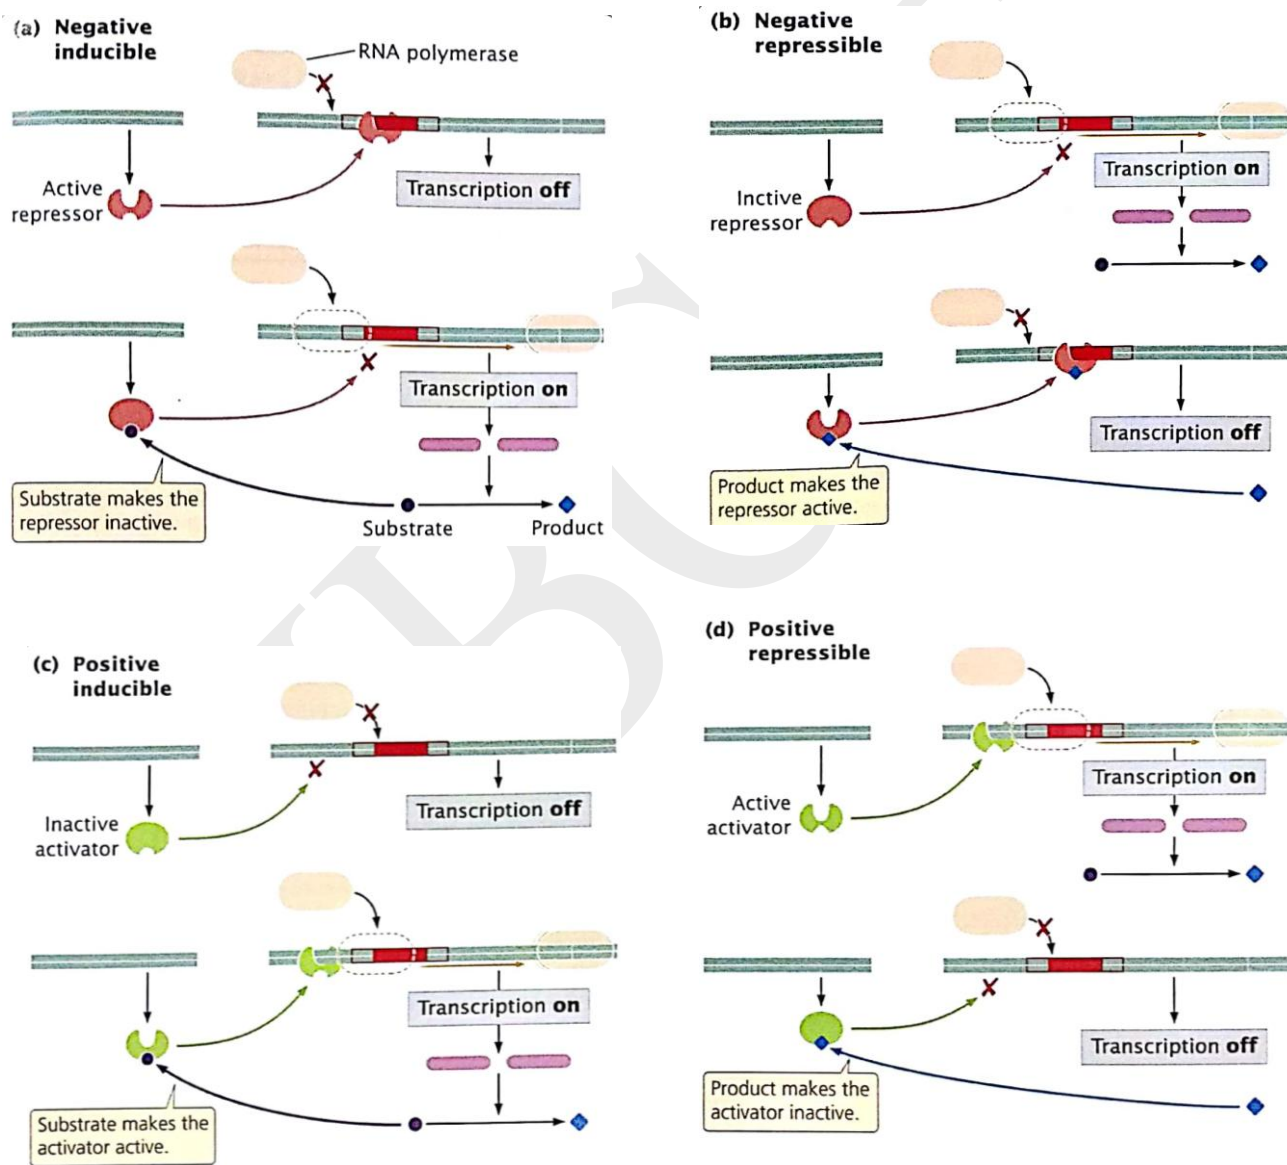 (a) Negative
inducible
RNA polymerase
Active
repressor
Transcription off
Transcription on
Substrate makes the
repressor inactive.
Substrate
Product
(b) Negative
repressible
Inctive
repressor
Transcription on
Transcription off
Product makes the
repressor active.
(c) Positive
inducible
Inactive
activator
Transcription off
Transcription on
Substrate makes the
activator active.
(d) Positive
repressible
Active
activator
Transcription on
Transcription off
Product makes the
activator inactive.